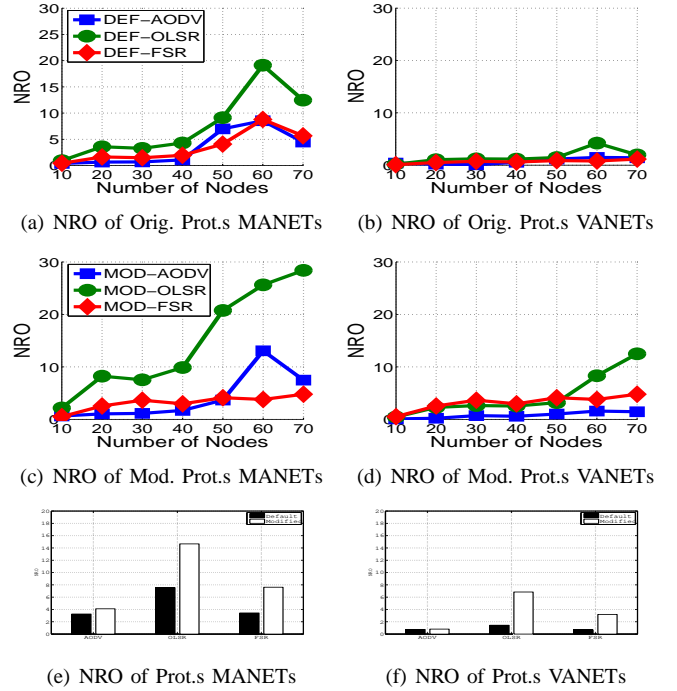 30
25
20
15
10
5
0
NRO
DEF-AODV
DEF-OLSR
DEF-FSR
10 20 30 40 50 60 70
Number of Nodes
(a) NRO of Orig. Prot.s MANETs
30
20
10
0
NRO
10 20 30 40 50 60 70
Number of Nodes
(b) NRO of Orig. Prot.s VANETs
30
20
10
0
NRO
MOD-AODV
MOD-OLSR
MOD-FSR
10 20 30 40 50 60 70
Number of Nodes
(c) NRO of Mod. Prot.s MANETs
30
20
10
0
NRO
10 20 30 40 50 60 70
Number of Nodes
(d) NRO of Mod. Prot.s VANETs
20
18
16
14
12
10
8
6
4
2
0
NRO
Default
Modified
AODV OLSR FSR
(e) NRO of Prot.s MANETs
20
18
16
14
12
10
8
6
4
2
0
NRO
Default
Modified
AODV OLSR FSR
(f) NRO of Prot.s VANETs